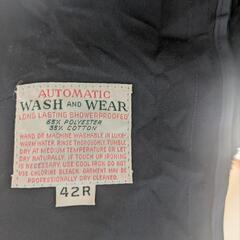 AUTOMATIC
WASH AND WEAR
LONG LASTING SHOWERPROOFED
65% POLYESTER
35% COTTON
HAND OR MACHINE WASHABLE IN LUKE-
WARM WATER. RINSE THOROUGHLY, TUMBLE
DRY AT MEDIUM TEMPERATURE OR LET
DRY NATURALLY. IF TOUCH UP IRONING
IS NECESSARY, USE COOL IRON. DO NOT
USE CHLORINE BLEACH. GARMENT MAY BE
PROFESSIONALLY DRY CLEANED.
42R